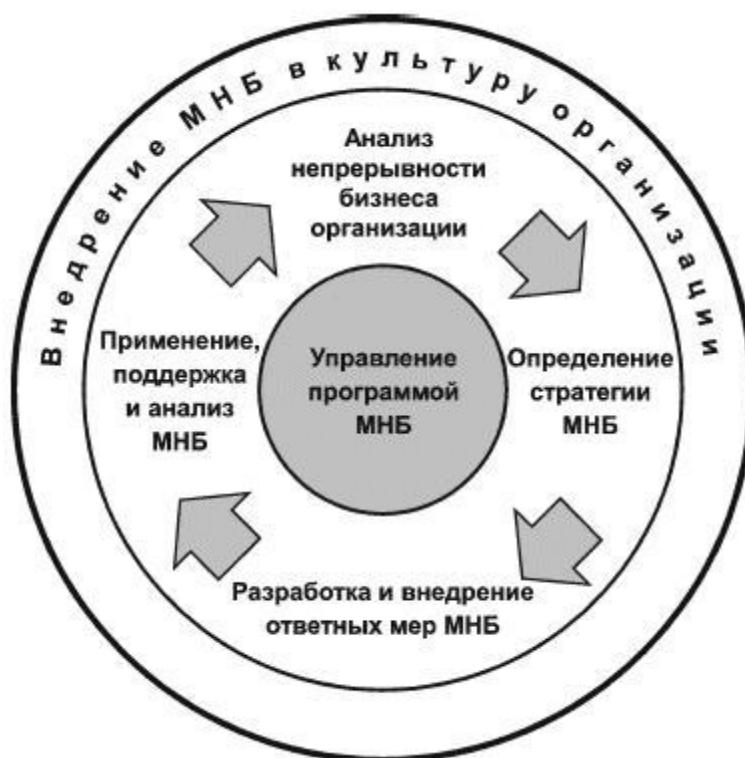 Внедрение МНБ в культуру организации
Анализ
непрерывности
бизнеса
организации
Применение,
поддержка
и анализ
МНБ
Управление
программой
МНБ
Определение
стратегии
МНБ
Разработка и внедрение
ответных мер МНБ